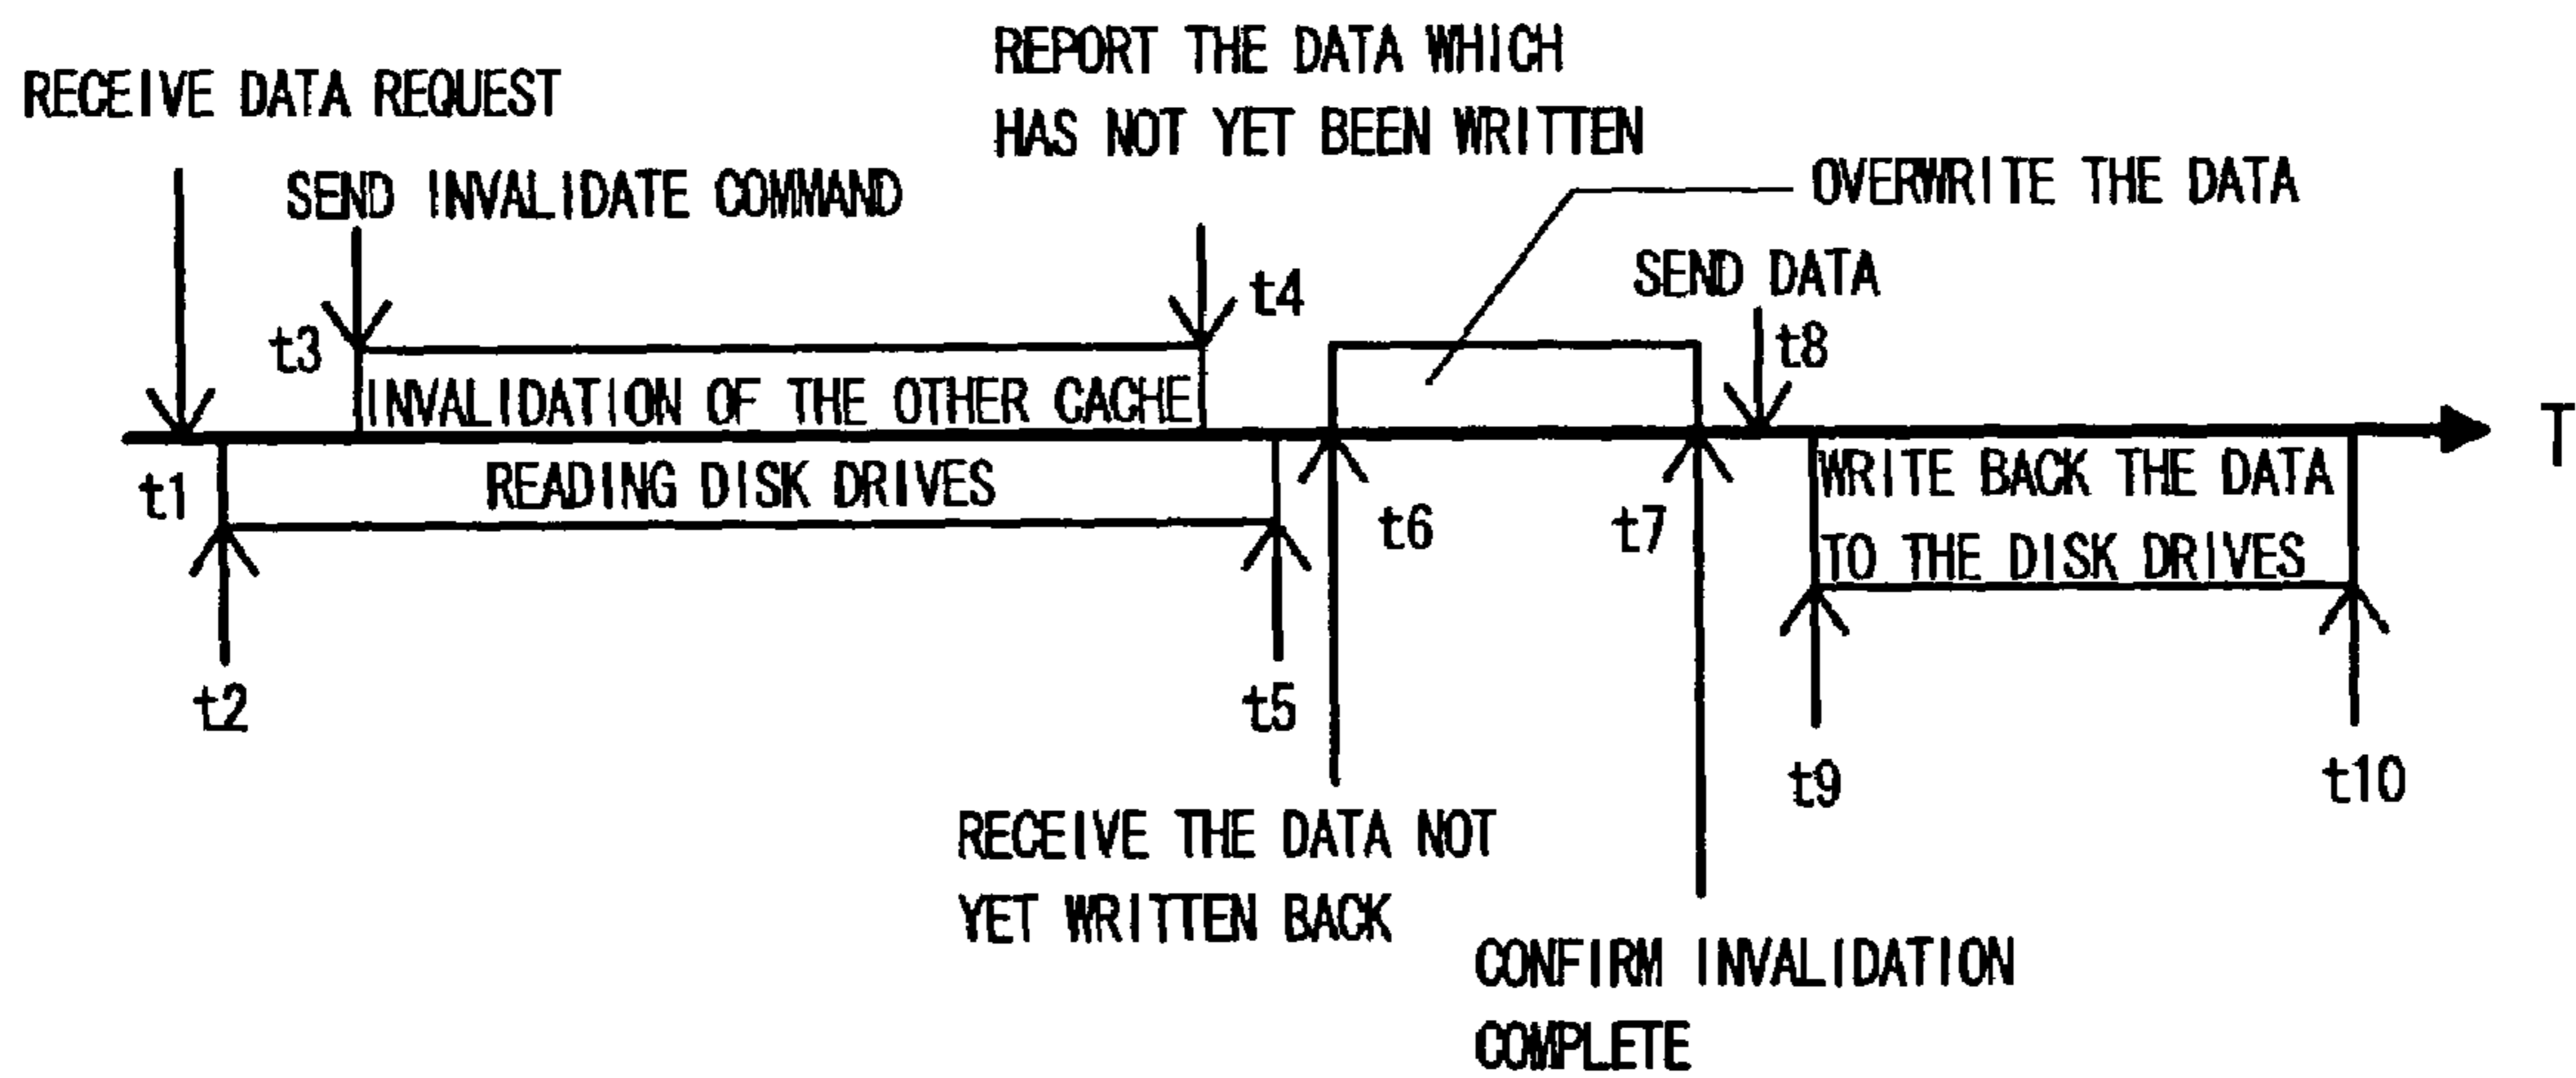 REPORT THE DATA WHICH
HAS NOT YET BEEN WRITTEN
RECEIVE DATA REQUEST
SEND INVALIDATE COMMAND
OVERWRITE THE DATA
SEND DATA
t4
t3
t8
INVALIDATION OF THE OTHER CACHE
T
t1
READING DISK DRIVES
t6
t7
WRITE BACK THE DATA
TO THE DISK DRIVES
t2
t5
t9
t10
RECEIVE THE DATA NOT
YET WRITTEN BACK
CONFIRM INVALIDATION
COMPLETE